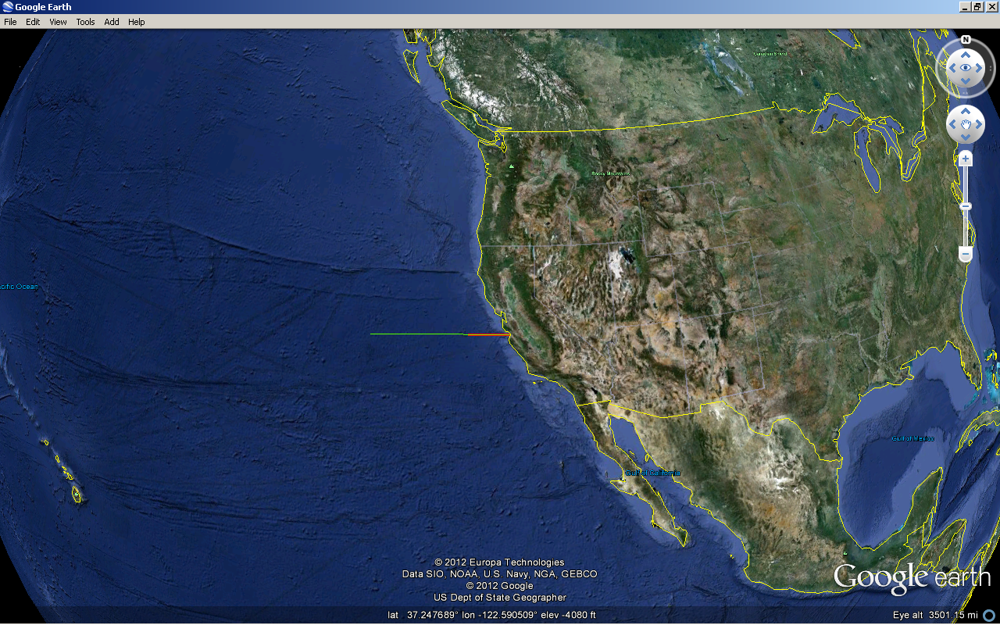 Google Earth
File Edit View Tools Add Help
N
Canadian Shield
Rocky Mountains
cific Ocean
Gulf of Mexico
Gulf of California
© 2012 Europa Technologies
Data SIO, NOAA, U.S. Navy, NGA, GEBCO
© 2012 Google
US Dept of State Geographer
Google earth
lat 37.247689° lon -122.590509° elev -4080 ft
Eye alt 3501.15 mi